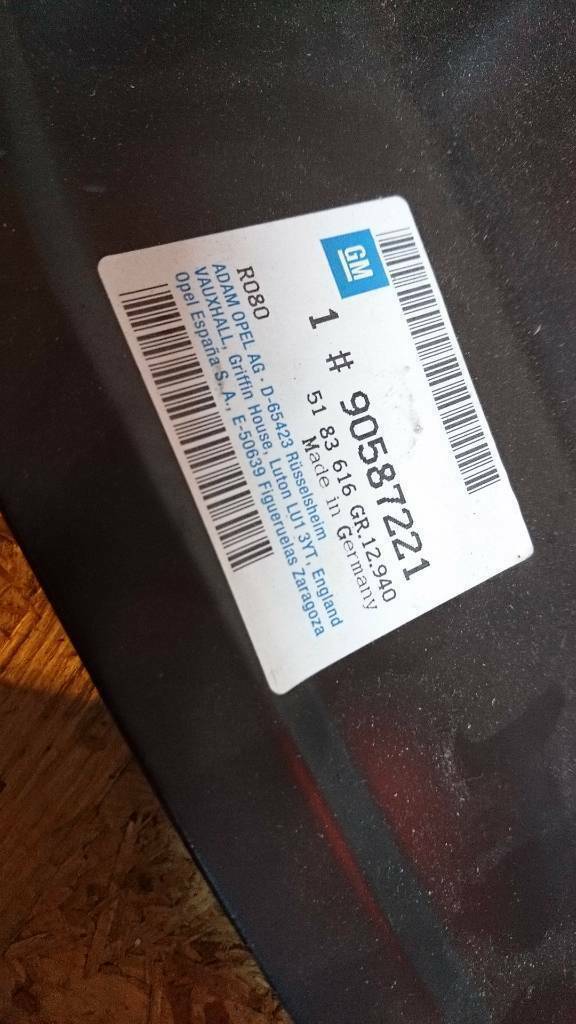 GM
1 # 90587221
51 83 616 GR.12.940
Made in Germany
R080
ADAM OPEL AG · D-65423 Rüsselsheim
VAUXHALL, Griffin House, Luton LU1 3YT, England
Opel España S. A., E-50639 Figueruelas Zaragoza